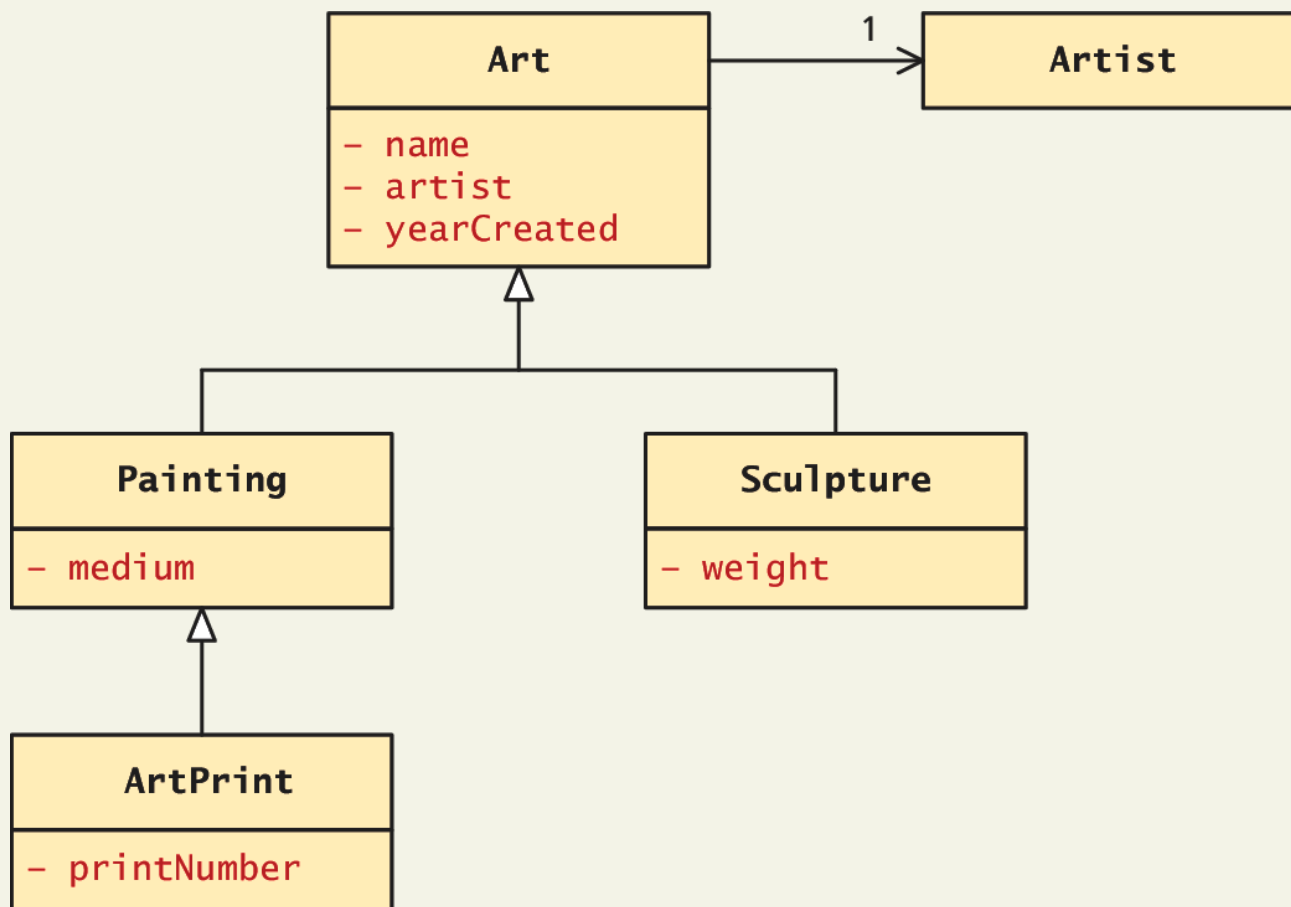 Art
1
Artist
– name
– artist
– yearCreated
Painting
– medium
Sculpture
– weight
ArtPrint
– printNumber